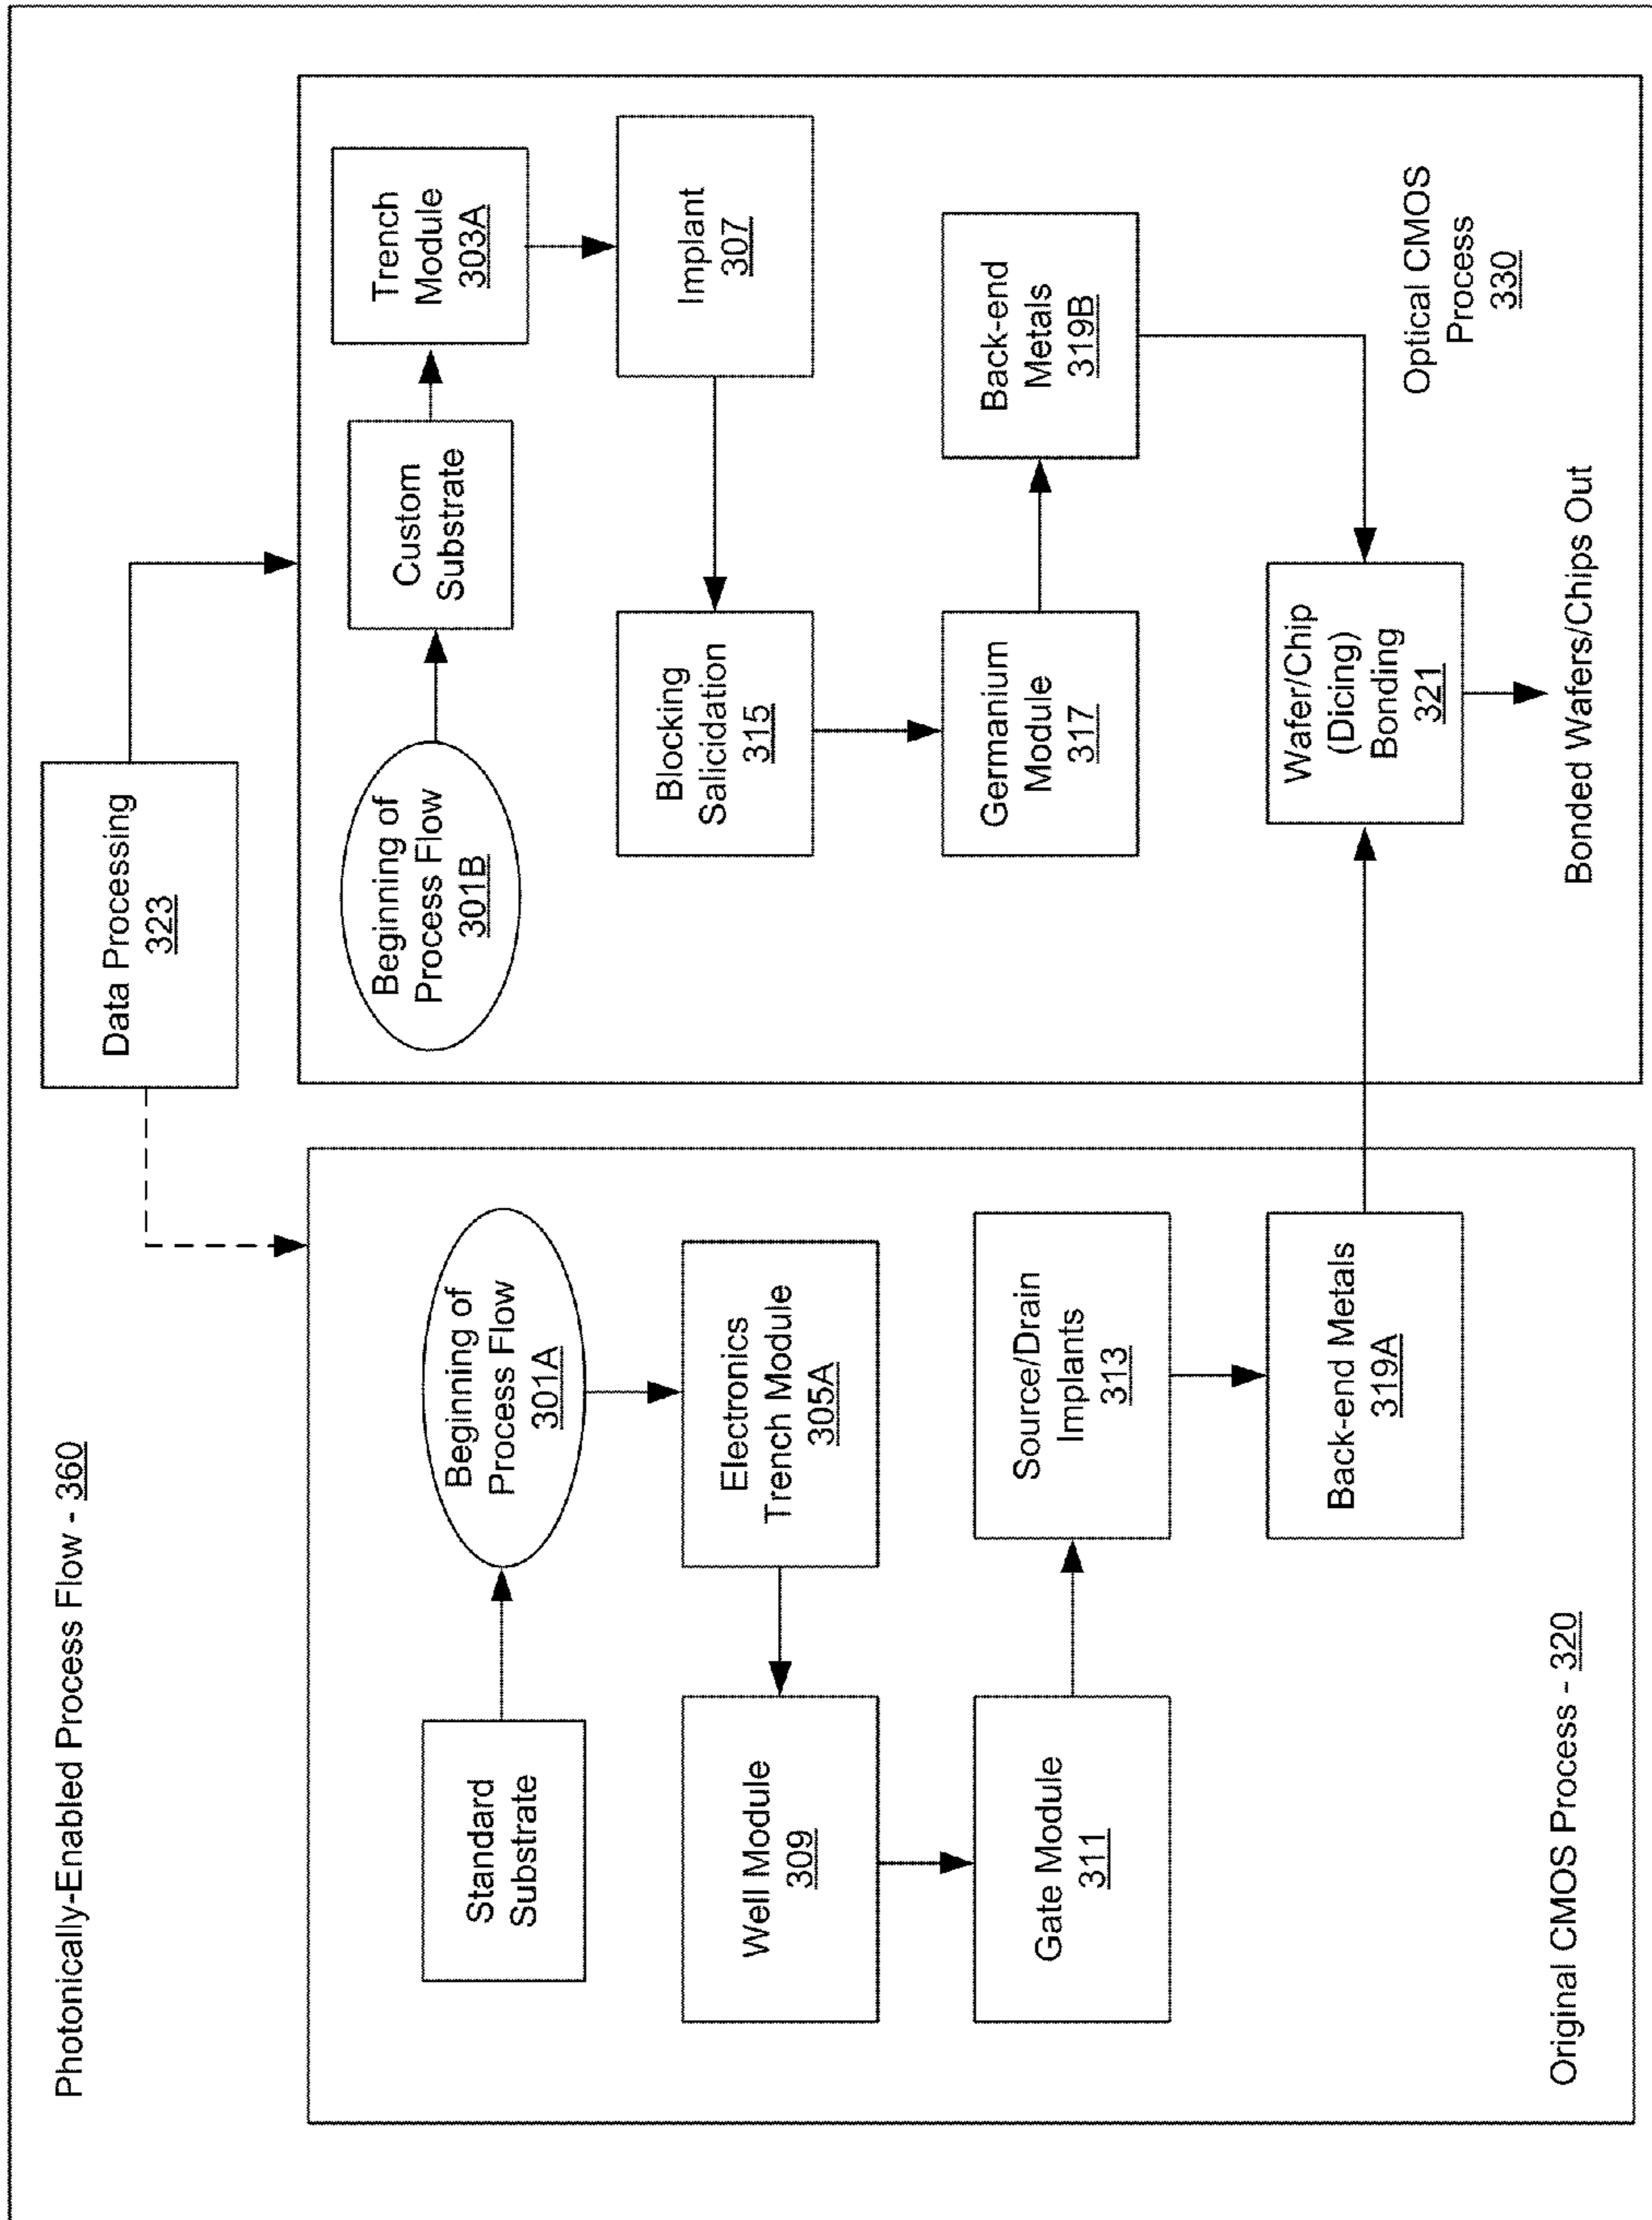 Photonically-Enabled Process Flow - 360
Data Processing
323
Standard
Substrate
Beginning of
Process Flow
301A
Electronics
Trench Module
305A
Well Module
309
Gate Module
311
Source/Drain
Implants
313
Back-end Metals
319A
Original CMOS Process - 320
Beginning of
Process Flow
301B
Custom
Substrate
Trench
Module
303A
Implant
307
Blocking
Salicidation
315
Germanium
Module
317
Back-end
Metals
319B
Wafer/Chip
(Dicing)
Bonding
321
Optical CMOS
Process
330
Bonded Wafers/Chips Out